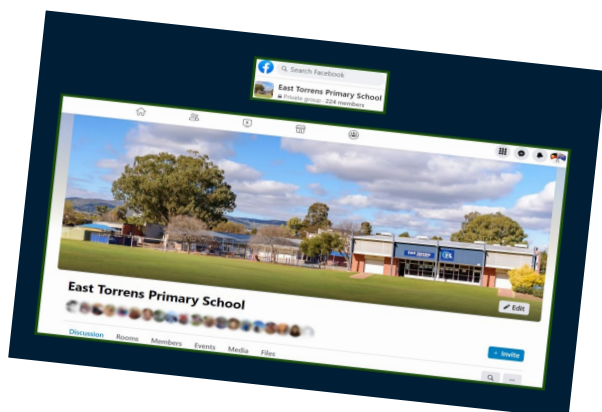 Search Facebook
East Torrens Primary School
Private group · 224 members
Edit
East Torrens Primary School
+ Invite
Discussion Rooms Members Events Media Files